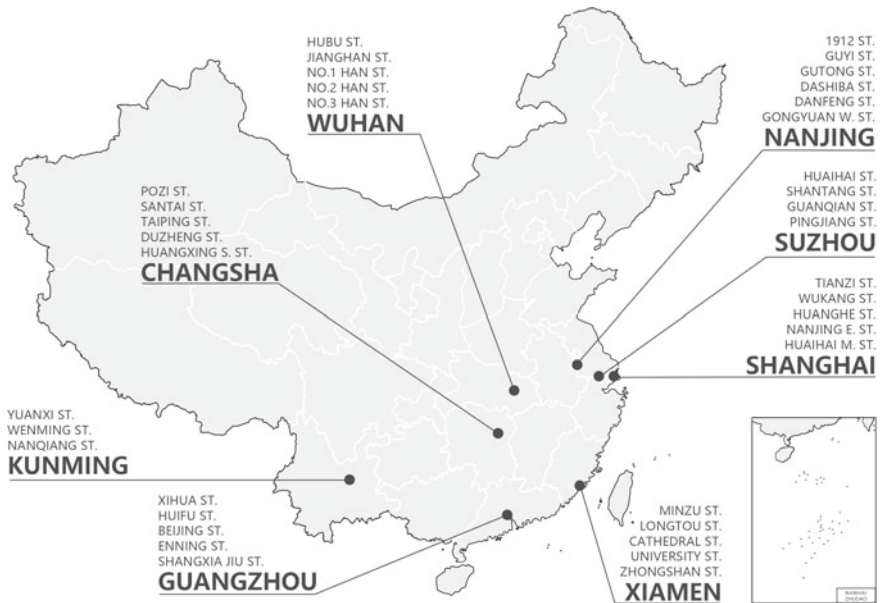 HUBU ST.
JIANGHAN ST.
NO.1 HAN ST.
NO.2 HAN ST.
NO.3 HAN ST.
WUHAN
1912 ST.
GUYI ST.
GUTONG ST.
DASHIBA ST.
DANFENG ST.
GONGYUAN W. ST.
NANJING
POZI ST.
SANTAI ST.
TAIPING ST.
DUZHENG ST.
HUANGXING S. ST.
CHANGSHA
HUAIHAI ST.
SHANTANG ST.
GUANQIAN ST.
PINGJIANG ST.
SUZHOU
TIANZI ST.
WUKANG ST.
HUANGHE ST.
NANJING E. ST.
HUAIHAI M. ST.
SHANGHAI
YUANXI ST.
WENMING ST.
NANQIANG ST.
KUNMING
XIHUA ST.
HUIFU ST.
BEIJING ST.
ENNING ST.
SHANGXIA JIU ST.
GUANGZHOU
MINZU ST.
LONGTOU ST.
CATHEDRAL ST.
UNIVERSITY ST.
ZHONGSHAN ST.
XIAMEN
NANHAI
ZHUDAO